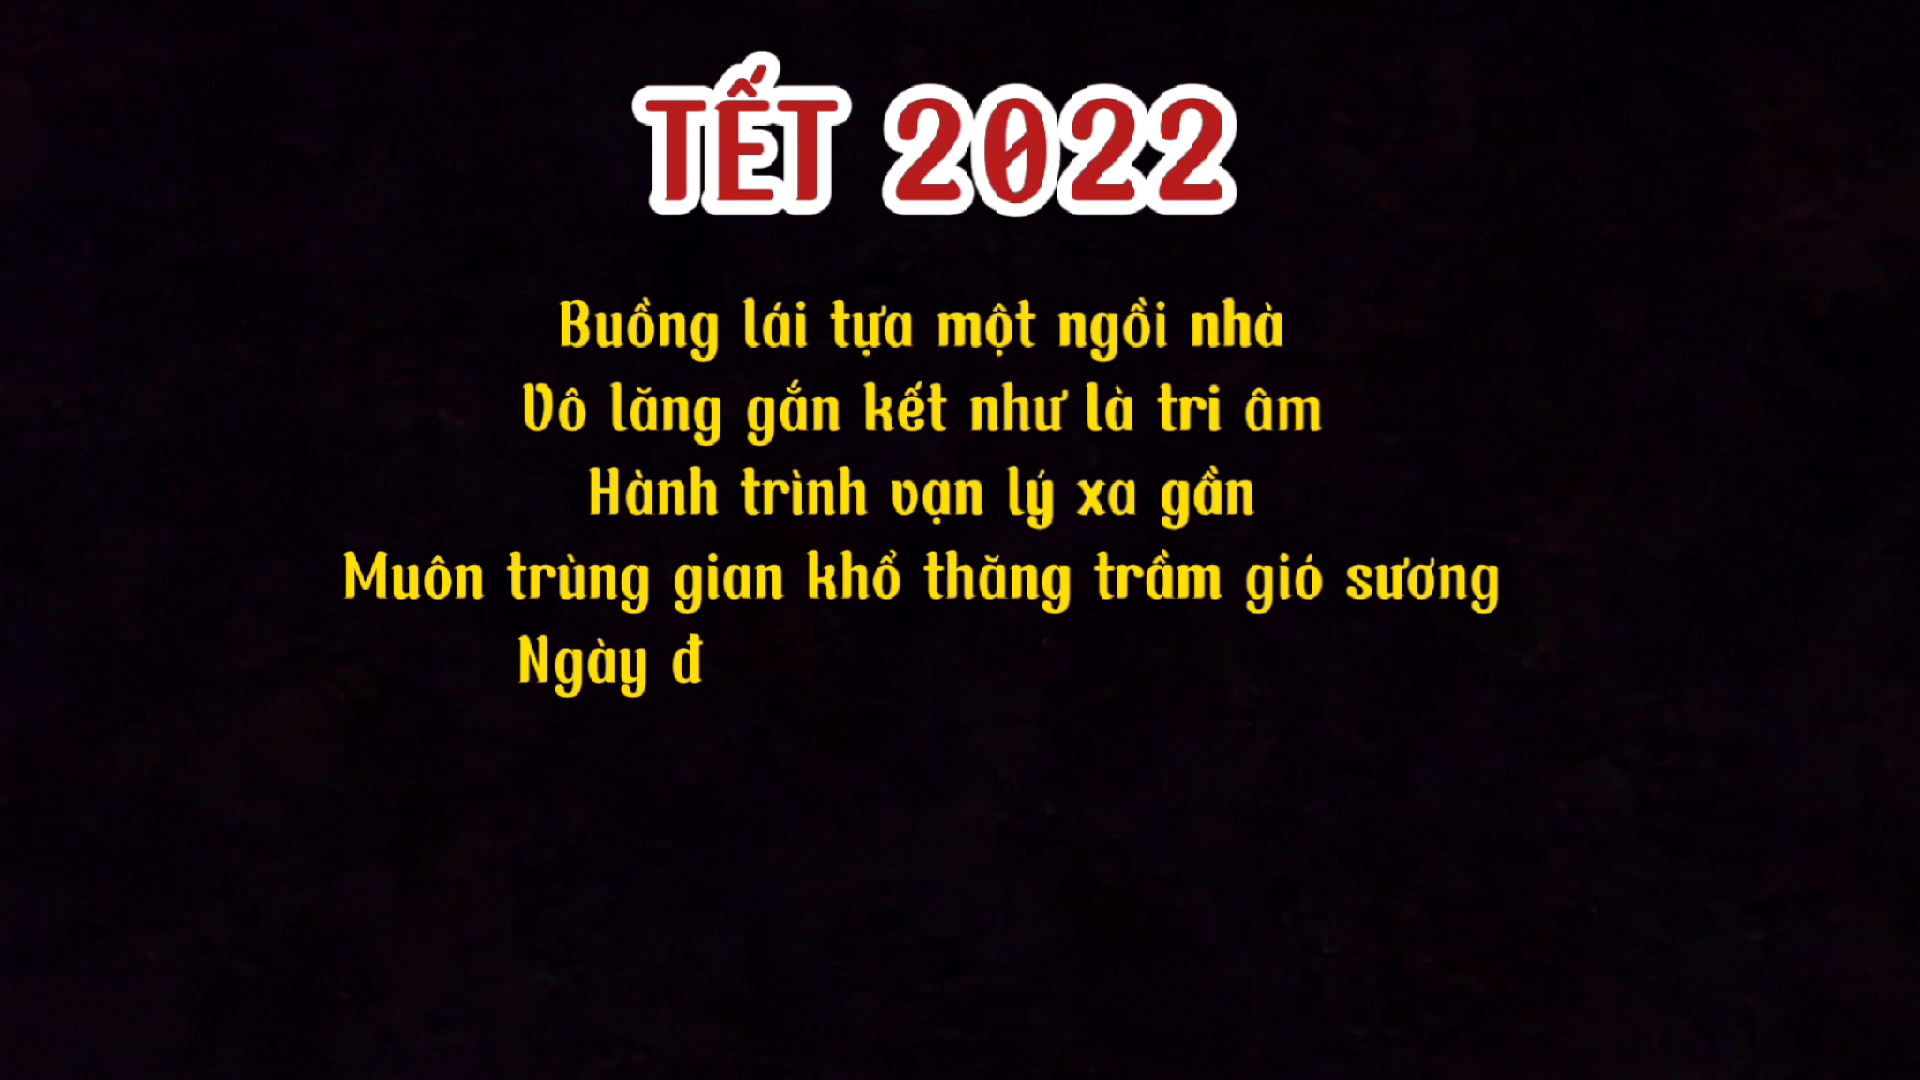 TẾT 2022
Buồng lái tựa một ngồi nhà
Vô lăng gắn kết như là tri âm
Hành trình vạn lý xa gần
Muôn trùng gian khổ thăng trầm gió sương
Ngày đ